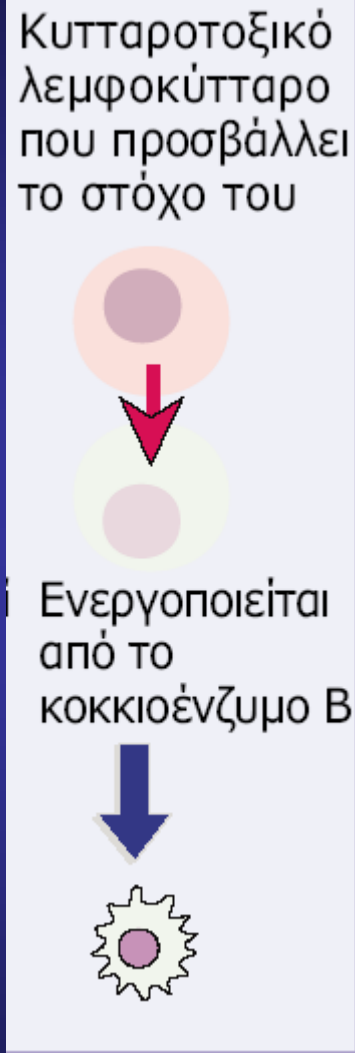 Κυτταροτοξικό
λεμφοκύτταρο
που προσβάλλει
το στόχο του
Ενεργοποιείται
από το
κοκκιοένζυμο Β